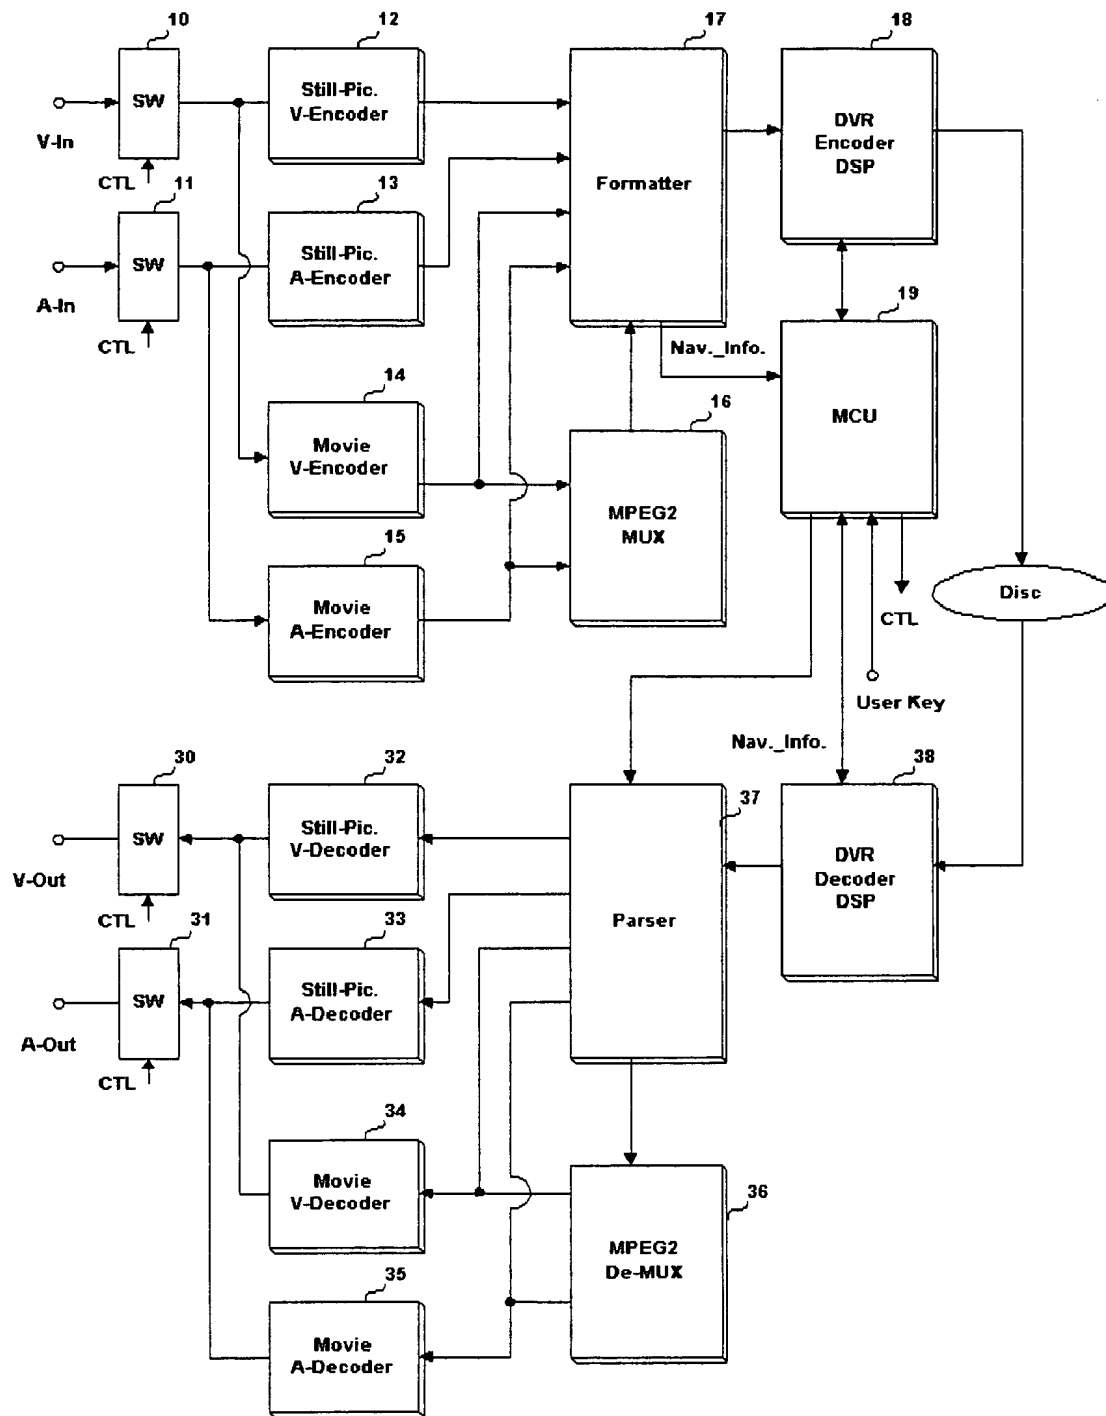 10
12
17
18
SW
Still-Pic.
V-Encoder
V-In
CTL
DVR
Encoder
DSP
Formatter
11
13
SW
Still-Pic.
A-Encoder
A-In
CTL
19
Nav._Info.
MCU
14
16
Movie
V-Encoder
MPEG2
MUX
15
Movie
A-Encoder
Disc
CTL
User Key
Nav._Info.
30
32
37
38
SW
Still-Pic.
V-Decoder
V-Out
CTL
DVR
Decoder
DSP
Parser
31
33
SW
Still-Pic.
A-Decoder
A-Out
CTL
34
36
Movie
V-Decoder
MPEG2
De-MUX
35
Movie
A-Decoder